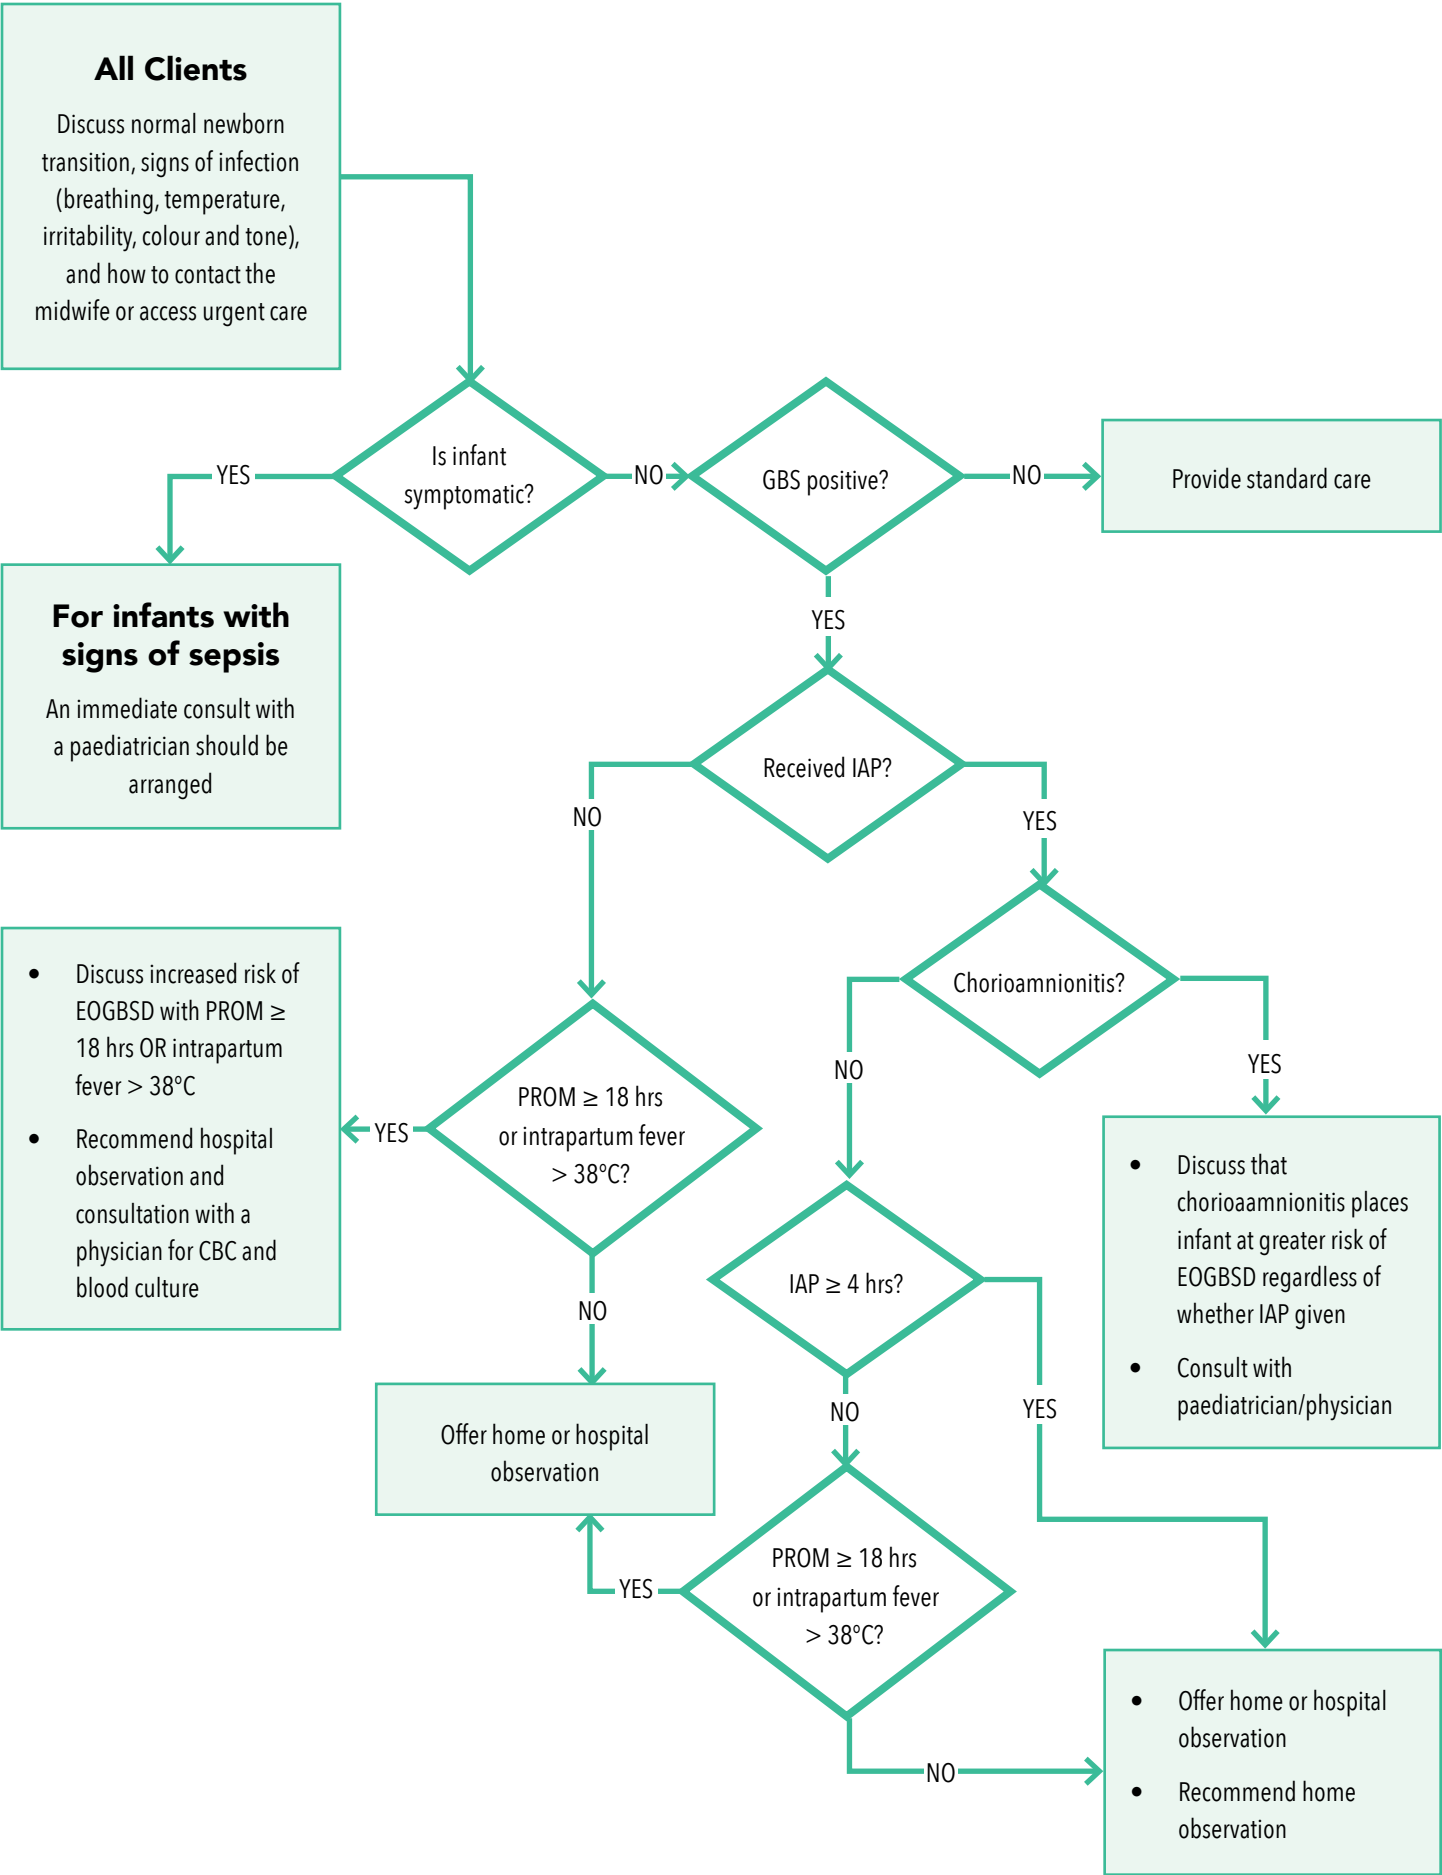 All Clients
Discuss normal newborn
transition, signs of infection
(breathing, temperature,
irritability, colour and tone),
and how to contact the
midwife or access urgent care
Is infant
symptomatic?
YES
NO
GBS positive?
NO
Provide standard care
For infants with
signs of sepsis
An immediate consult with
a paediatrician should be
arranged
YES
Received IAP?
NO
YES
Chorioamnionitis?
NO
YES
PROM ≥ 18 hrs
or intrapartum fever
> 38°C?
YES
• Discuss increased risk of
EOGBSD with PROM ≥
18 hrs OR intrapartum
fever > 38°C
• Recommend hospital
observation and
consultation with a
physician for CBC and
blood culture
• Discuss that
chorioaamnionitis places
infant at greater risk of
EOGBSD regardless of
whether IAP given
• Consult with
paediatrician/physician
IAP ≥ 4 hrs?
NO
Offer home or hospital
observation
NO
YES
PROM ≥ 18 hrs
or intrapartum fever
> 38°C?
YES
NO
• Offer home or hospital
observation
• Recommend home
observation